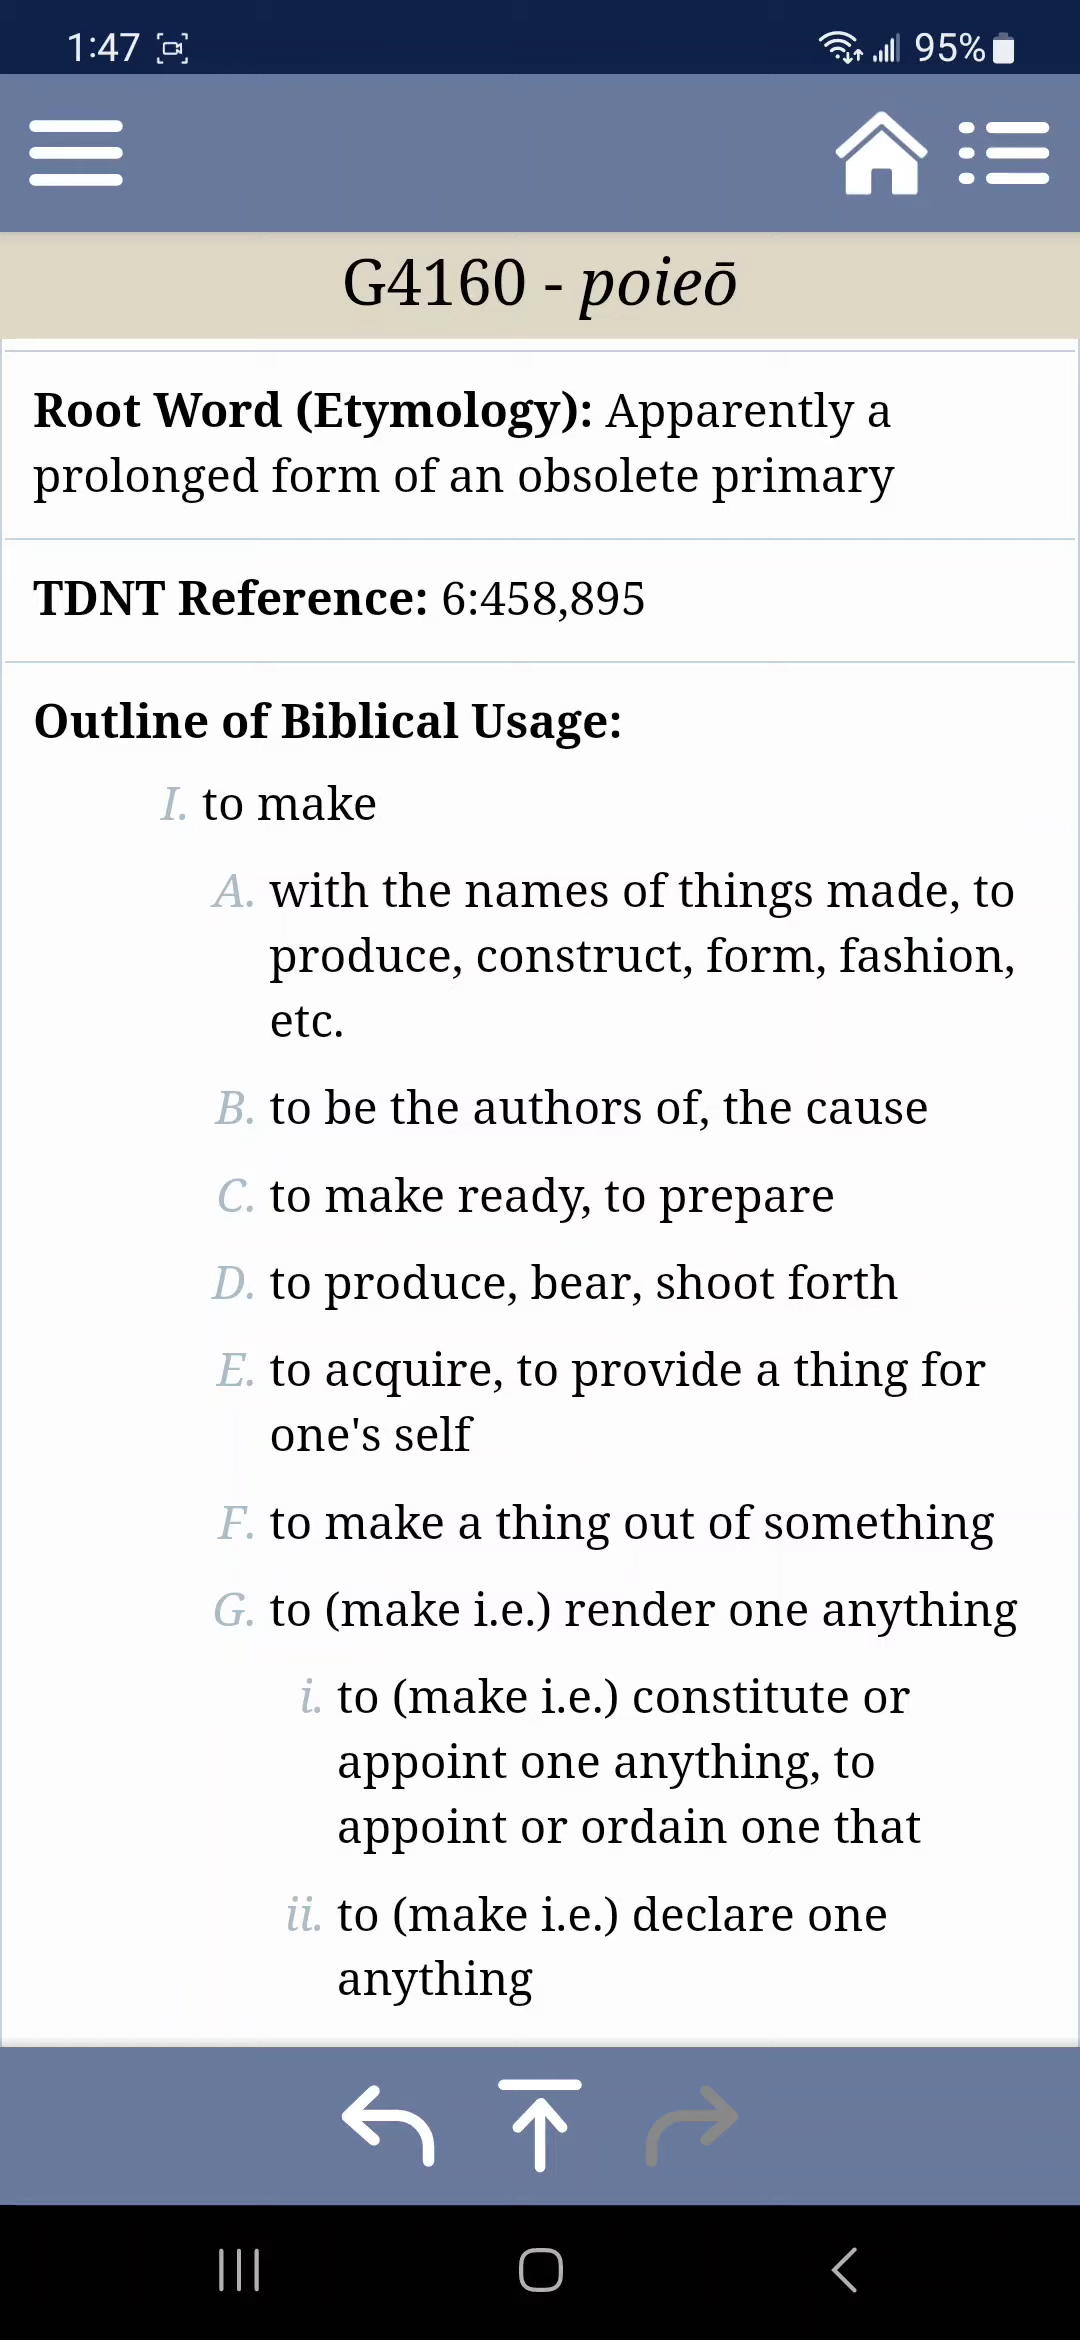 1:47
95%
G4160 - poieō
Root Word (Etymology): Apparently a
prolonged form of an obsolete primary
TDNT Reference: 6:458,895
Outline of Biblical Usage:
I. to make
A. with the names of things made, to
produce, construct, form, fashion,
etc.
B. to be the authors of, the cause
C. to make ready, to prepare
D. to produce, bear, shoot forth
E. to acquire, to provide a thing for
one's self
F. to make a thing out of something
G. to (make i.e.) render one anything
i. to (make i.e.) constitute or
appoint one anything, to
appoint or ordain one that
ii. to (make i.e.) declare one
anything